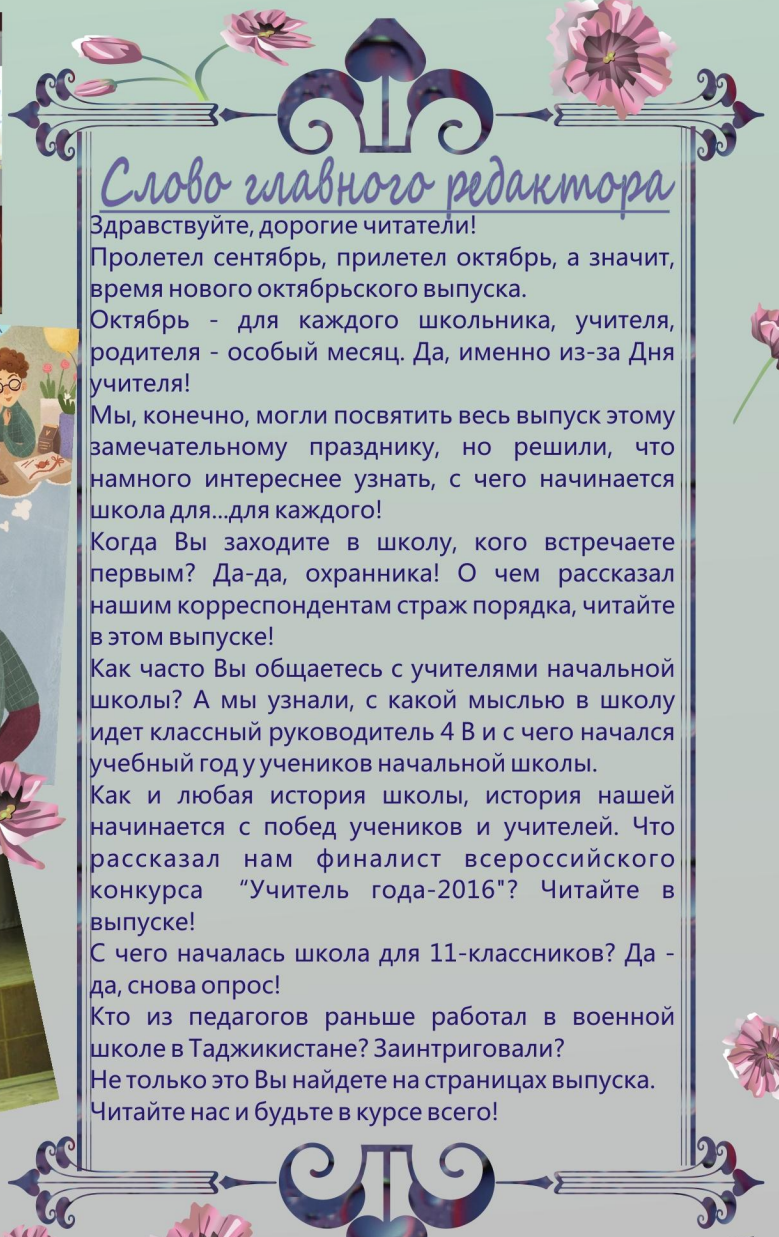 Слово главного редактора
Здравствуйте, дорогие читатели!
Пролетел сентябрь, прилетел октябрь, а значит,
время нового октябрьского выпуска.
Октябрь - для каждого школьника, учителя,
родителя - особый месяц. Да, именно из-за Дня
учителя!
Мы, конечно, могли посвятить весь выпуск этому
замечательному празднику, но решили, что
намного интереснее узнать, с чего начинается
школа для...для каждого!
Когда Вы заходите в школу, кого встречаете
первым? Да-да, охранника! О чем рассказал
нашим корреспондентам страж порядка, читайте
в этом выпуске!
Как часто Вы общаетесь с учителями начальной
школы? А мы узнали, с какой мыслью в школу
идет классный руководитель 4 В и с чего начался
учебный год у учеников начальной школы.
Как и любая история школы, история нашей
начинается с побед учеников и учителей. Что
рассказал нам финалист всероссийского
конкурса “Учитель года-2016"? Читайте в
выпуске!
С чего началась школа для 11-классников? Да -
да, снова опрос!
Кто из педагогов раньше работал в военной
школе в Таджикистане? Заинтриговали?
Не только это Вы найдете на страницах выпуска.
Читайте нас и будьте в курсе всего!